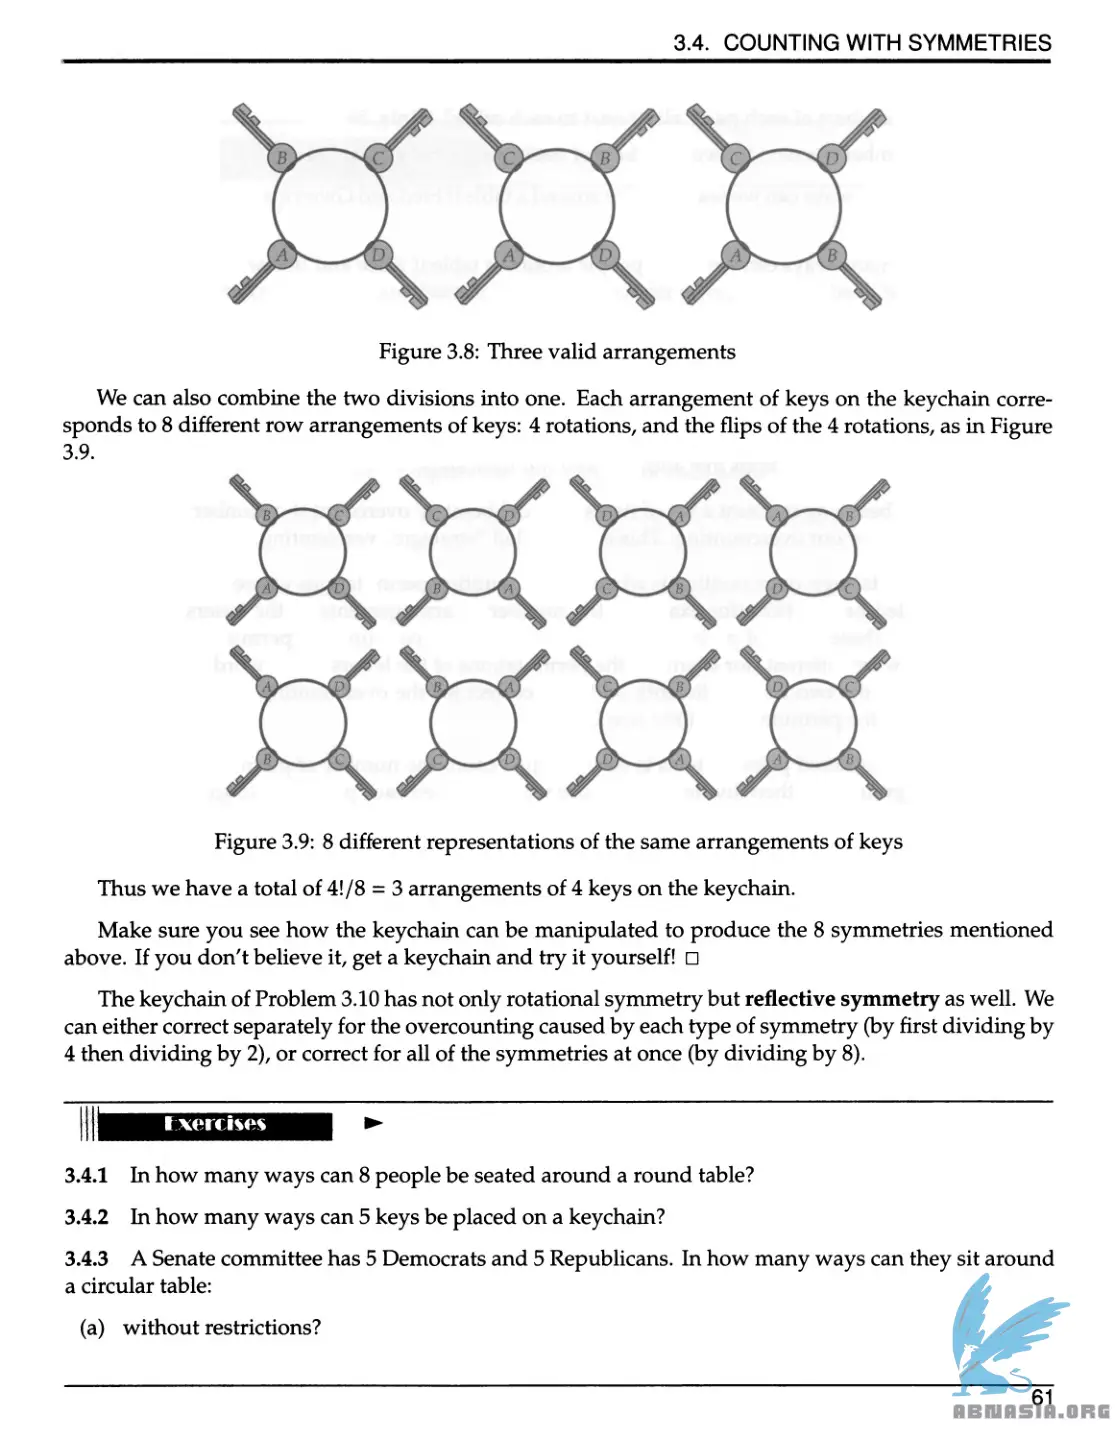 3.4. COUNTING WITH SYMMETRIES
B C C B C D
A D A D A B
Figure 3.8: Three valid arrangements
We can also combine the two divisions into one. Each arrangement of keys on the keychain corre-
sponds to 8 different row arrangements of keys: 4 rotations, and the flips of the 4 rotations, as in Figure
3.9.
B C C D D A A B
A D B A C B D C
A D B A C B D C
B C C D D A A B
Figure 3.9: 8 different representations of the same arrangements of keys
Thus we have a total of 4!/8 = 3 arrangements of 4 keys on the keychain.
Make sure you see how the keychain can be manipulated to produce the 8 symmetries mentioned
above. If you don't believe it, get a keychain and try it yourself! □
The keychain of Problem 3.10 has not only rotational symmetry but reflective symmetry as well. We
can either correct separately for the overcounting caused by each type of symmetry (by first dividing by
4 then dividing by 2), or correct for all of the symmetries at once (by dividing by 8).
Exercises
3.4.1 In how many ways can 8 people be seated around a round table?
3.4.2 In how many ways can 5 keys be placed on a keychain?
3.4.3 A Senate committee has 5 Democrats and 5 Republicans. In how many ways can they sit around
a circular table:
(a) without restrictions?
61
ABMASIA.ORG